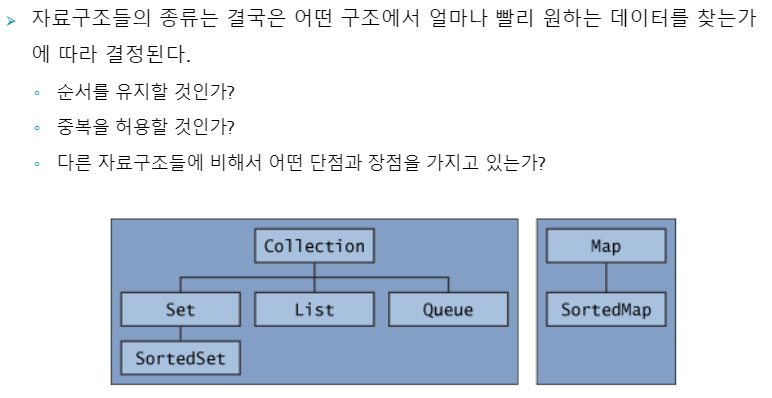 자료구조들의 종류는 결국은 어떤 구조에서 얼마나 빨리 원하는 데이터를 찾는가
에 따라 결정된다.
순서를 유지할 것인가?
중복을 허용할 것인가?
다른 자료구조들에 비해서 어떤 단점과 장점을 가지고 있는가?
Collection
Map
Set
List
Queue
SortedMap
SortedSet